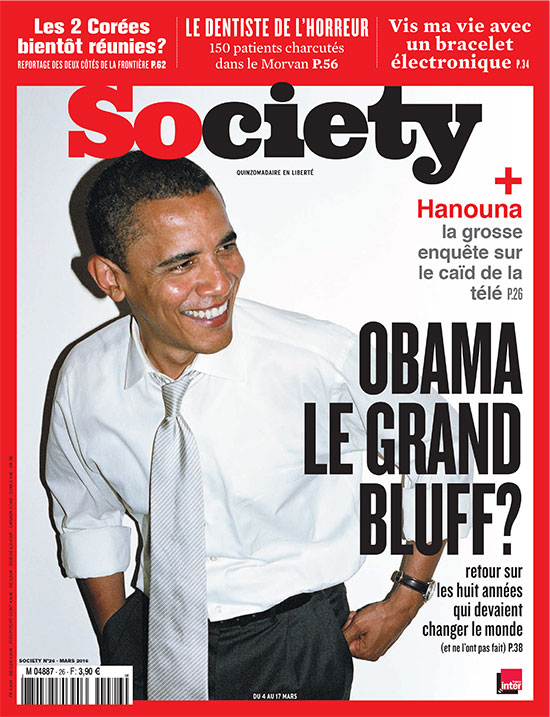 Les 2 Corées
bientôt réunies?
REPORTAGE DES DEUX CÔTÉS DE LA FRONTIÈRE P.62
LE DENTISTE DE L'HORREUR
150 patients charcutés
dans le Morvan P.56
Vis ma vie avec
un bracelet
électronique P.34
Society
QUINZOMADAIRE EN LIBERTÉ
+
Hanouna
la grosse
enquête sur
le caïd de la
télé P.26
OBAMA
LE GRAND
BLUFF?
retour sur
les huit années
qui devaient
changer le monde
(et ne l'ont pas fait) P.38
SOCIETY N°26 - MARS 2016
M 04887 - 26 - F: 3,90 €
DU 4 AU 17 MARS
inter